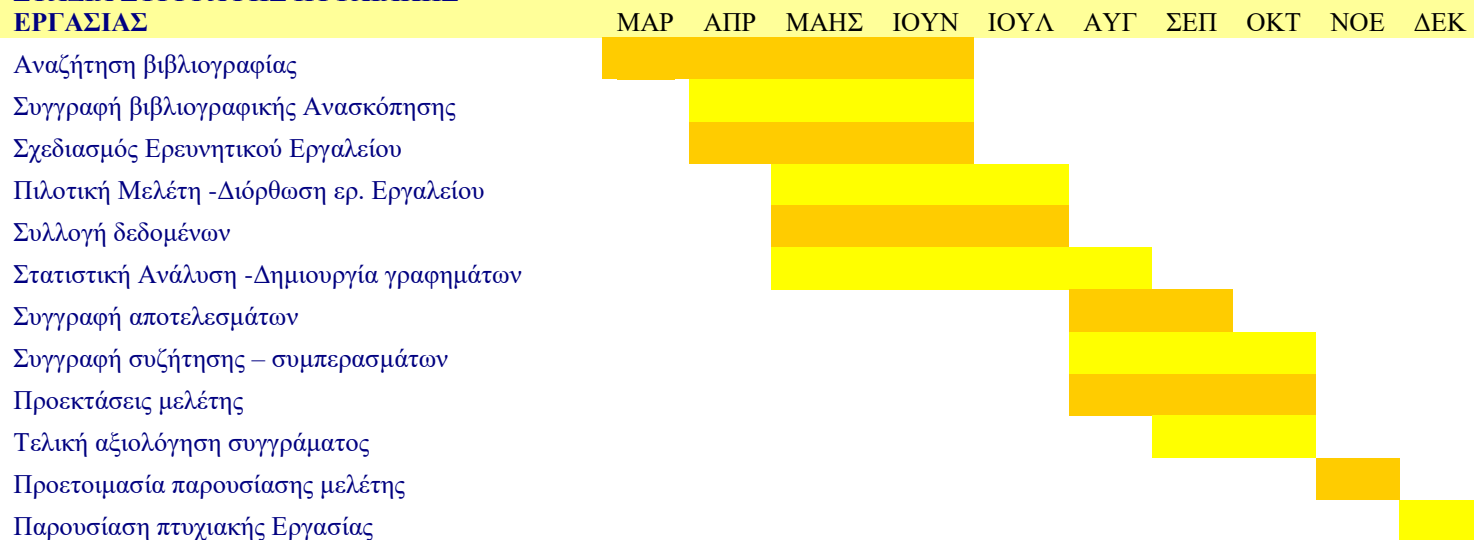 ΕΡΓΑΣΙΑΣ ΜΑΡ ΑΠΡ ΜΑΗΣ ΙΟΥΝ ΙΟΥΛ ΑΥΓ ΣΕΠ ΟΚΤ ΝΟΕ ΔΕΚ
Αναζήτηση βιβλιογραφίας
Συγγραφή βιβλιογραφικής Ανασκόπησης
Σχεδιασμός Ερευνητικού Εργαλείου
Πιλοτική Μελέτη -Διόρθωση ερ. Εργαλείου
Συλλογή δεδομένων
Στατιστική Ανάλυση -Δημιουργία γραφημάτων
Συγγραφή αποτελεσμάτων
Συγγραφή συζήτησης – συμπερασμάτων
Προεκτάσεις μελέτης
Τελική αξιολόγηση συγγράματος
Προετοιμασία παρουσίασης μελέτης
Παρουσίαση πτυχιακής Εργασίας